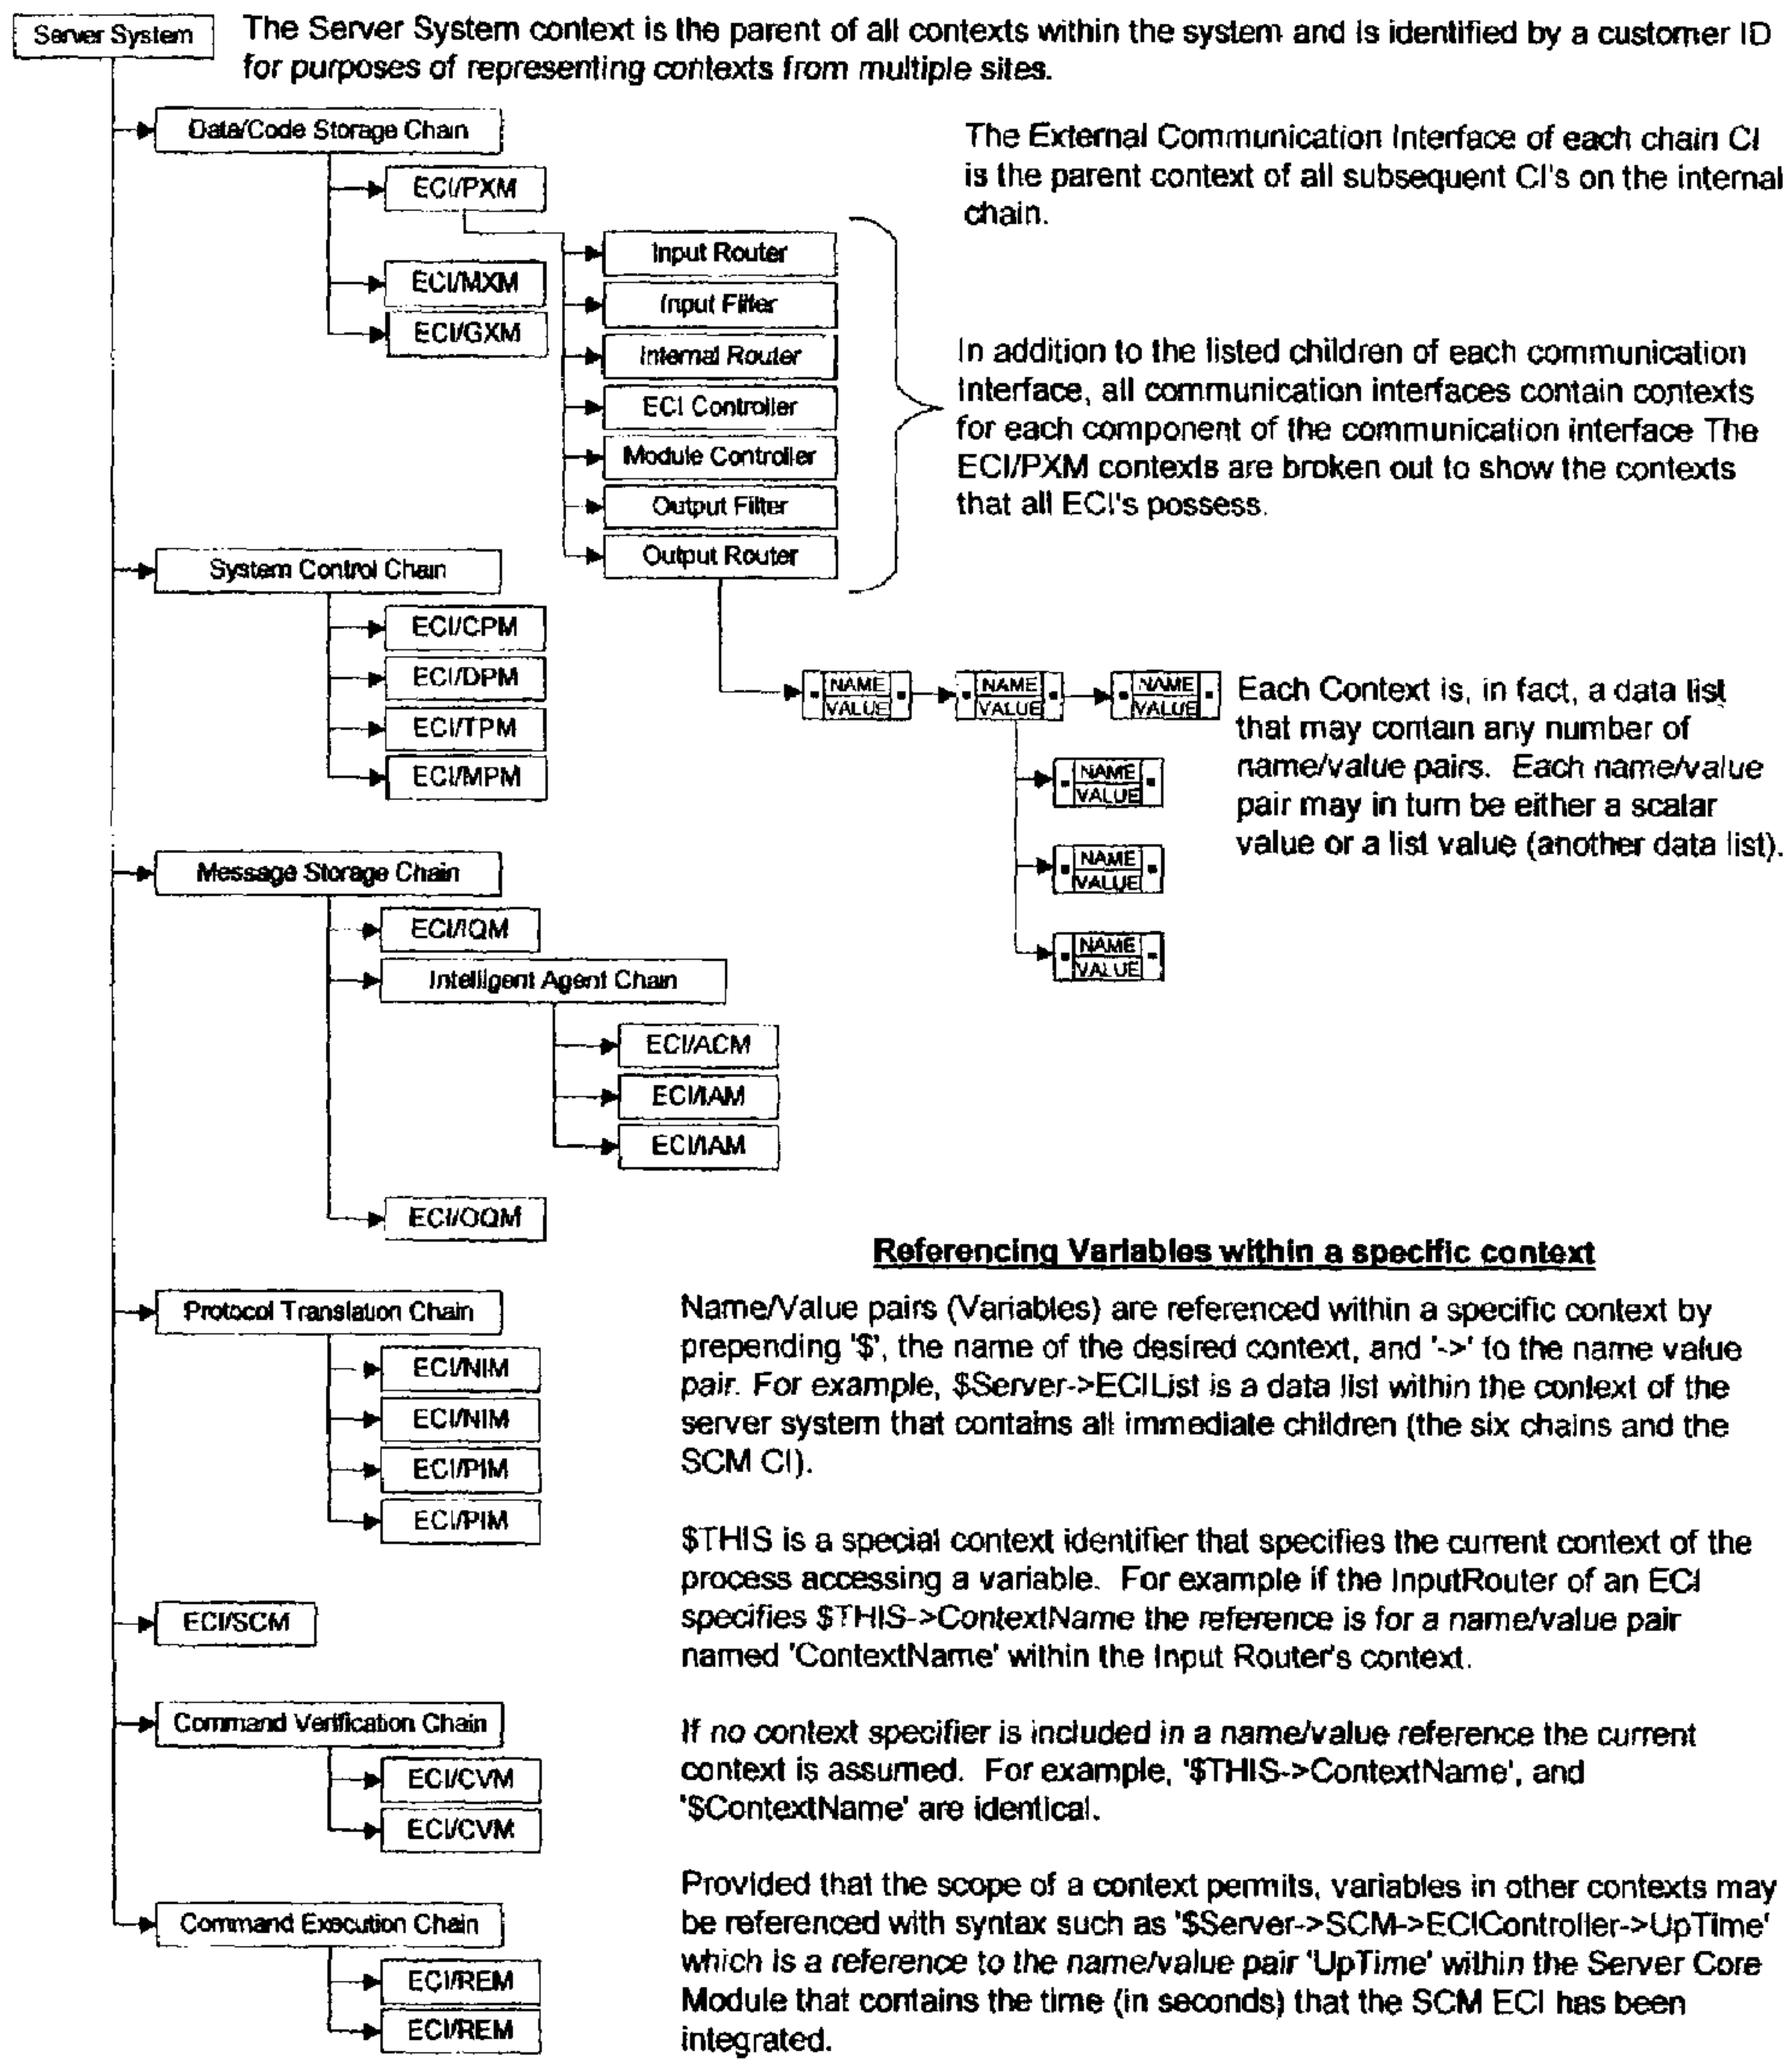 Server System
The Server System context is the parent of all contexts within the system and is identified by a customer ID
for purposes of representing contexts from multiple sites.
Data/Code Storage Chain
ECI/PXM
ECI/MXM
ECI/GXM
The External Communication Interface of each chain CI
is the parent context of all subsequent CI's on the internal
chain.
Input Router
Input Filter
Internal Router
ECI Controller
Module Controller
Output Filter
Output Router
In addition to the listed children of each communication
Interface, all communication interfaces contain contexts
for each component of the communication interface The
ECI/PXM contexts are broken out to show the contexts
that all ECI's possess.
System Control Chain
ECI/CPM
ECI/DPM
ECI/TPM
ECI/MPM
NAME
VALUE
NAME
VALUE
NAME
VALUE
NAME
VALUE
NAME
VALUE
NAME
VALUE
Each Context is, in fact, a data list
that may contain any number of
name/value pairs. Each name/value
pair may in turn be either a scalar
value or a list value (another data list).
Message Storage Chain
ECI/IQM
Intelligent Agent Chain
ECI/ACM
ECI/IAM
ECI/IAM
ECI/OQM
Protocol Translation Chain
ECI/NIM
ECI/NIM
ECI/PIM
ECI/PIM
ECI/SCM
Command Verification Chain
ECI/CVM
ECI/CVM
Command Execution Chain
ECI/REM
ECI/REM
Referencing Variables within a specific context
Name/Value pairs (Variables) are referenced within a specific context by
prepending '$', the name of the desired context, and '->' to the name value
pair. For example, $Server->ECIList is a data list within the context of the
server system that contains all immediate children (the six chains and the
SCM CI).
$THIS is a special context identifier that specifies the current context of the
process accessing a variable. For example if the InputRouter of an ECI
specifies $THIS->ContextName the reference is for a name/value pair
named 'ContextName' within the Input Router's context.
If no context specifier is included in a name/value reference the current
context is assumed. For example, '$THIS->ContextName', and
'$ContextName' are identical.
Provided that the scope of a context permits, variables in other contexts may
be referenced with syntax such as '$Server->SCM->ECIController->UpTime'
which is a reference to the name/value pair 'UpTime' within the Server Core
Module that contains the time (in seconds) that the SCM ECI has been
integrated.